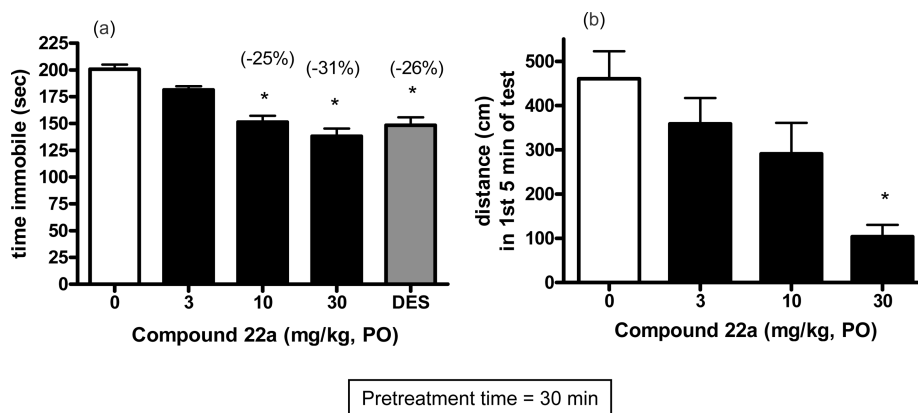 (a)
time immobile (sec)
225
200
175
150
125
100
75
50
25
0
(-25%)
(-31%)
(-26%)
*
*
*
0 3 10 30 DES
Compound 22a (mg/kg, PO)
(b)
distance (cm)
in 1st 5 min of test
500
400
300
200
100
0
*
0 3 10 30
Compound 22a (mg/kg, PO)
Pretreatment time = 30 min